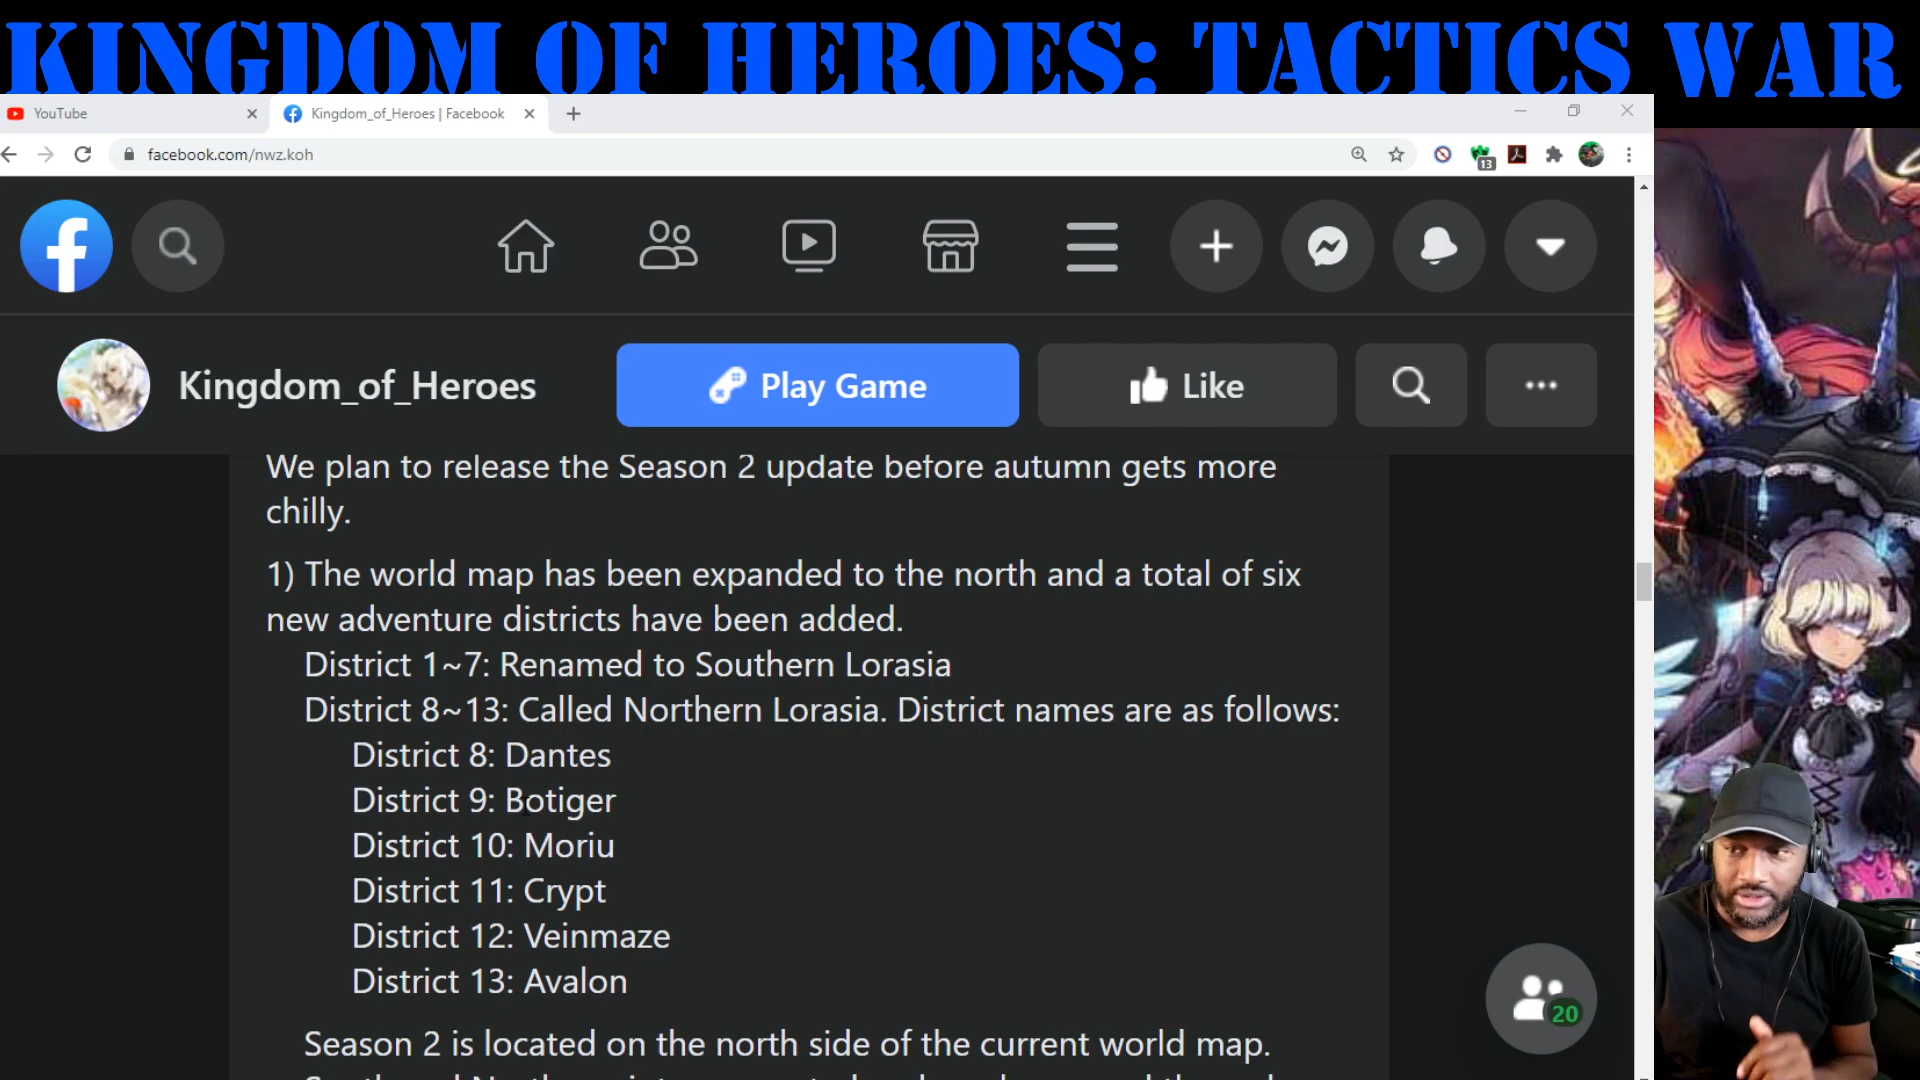 KINGDOM OF HEROES: TACTICS WAR
YouTube
Kingdom_of_Heroes | Facebook
facebook.com/nwz.koh
13
Kingdom_of_Heroes
Play Game
Like
We plan to release the Season 2 update before autumn gets more
chilly.
1) The world map has been expanded to the north and a total of six
new adventure districts have been added.
District 1~7: Renamed to Southern Lorasia
District 8~13: Called Northern Lorasia. District names are as follows:
District 8: Dantes
District 9: Botiger
District 10: Moriu
District 11: Crypt
District 12: Veinmaze
District 13: Avalon
20
Season 2 is located on the north side of the current world map.